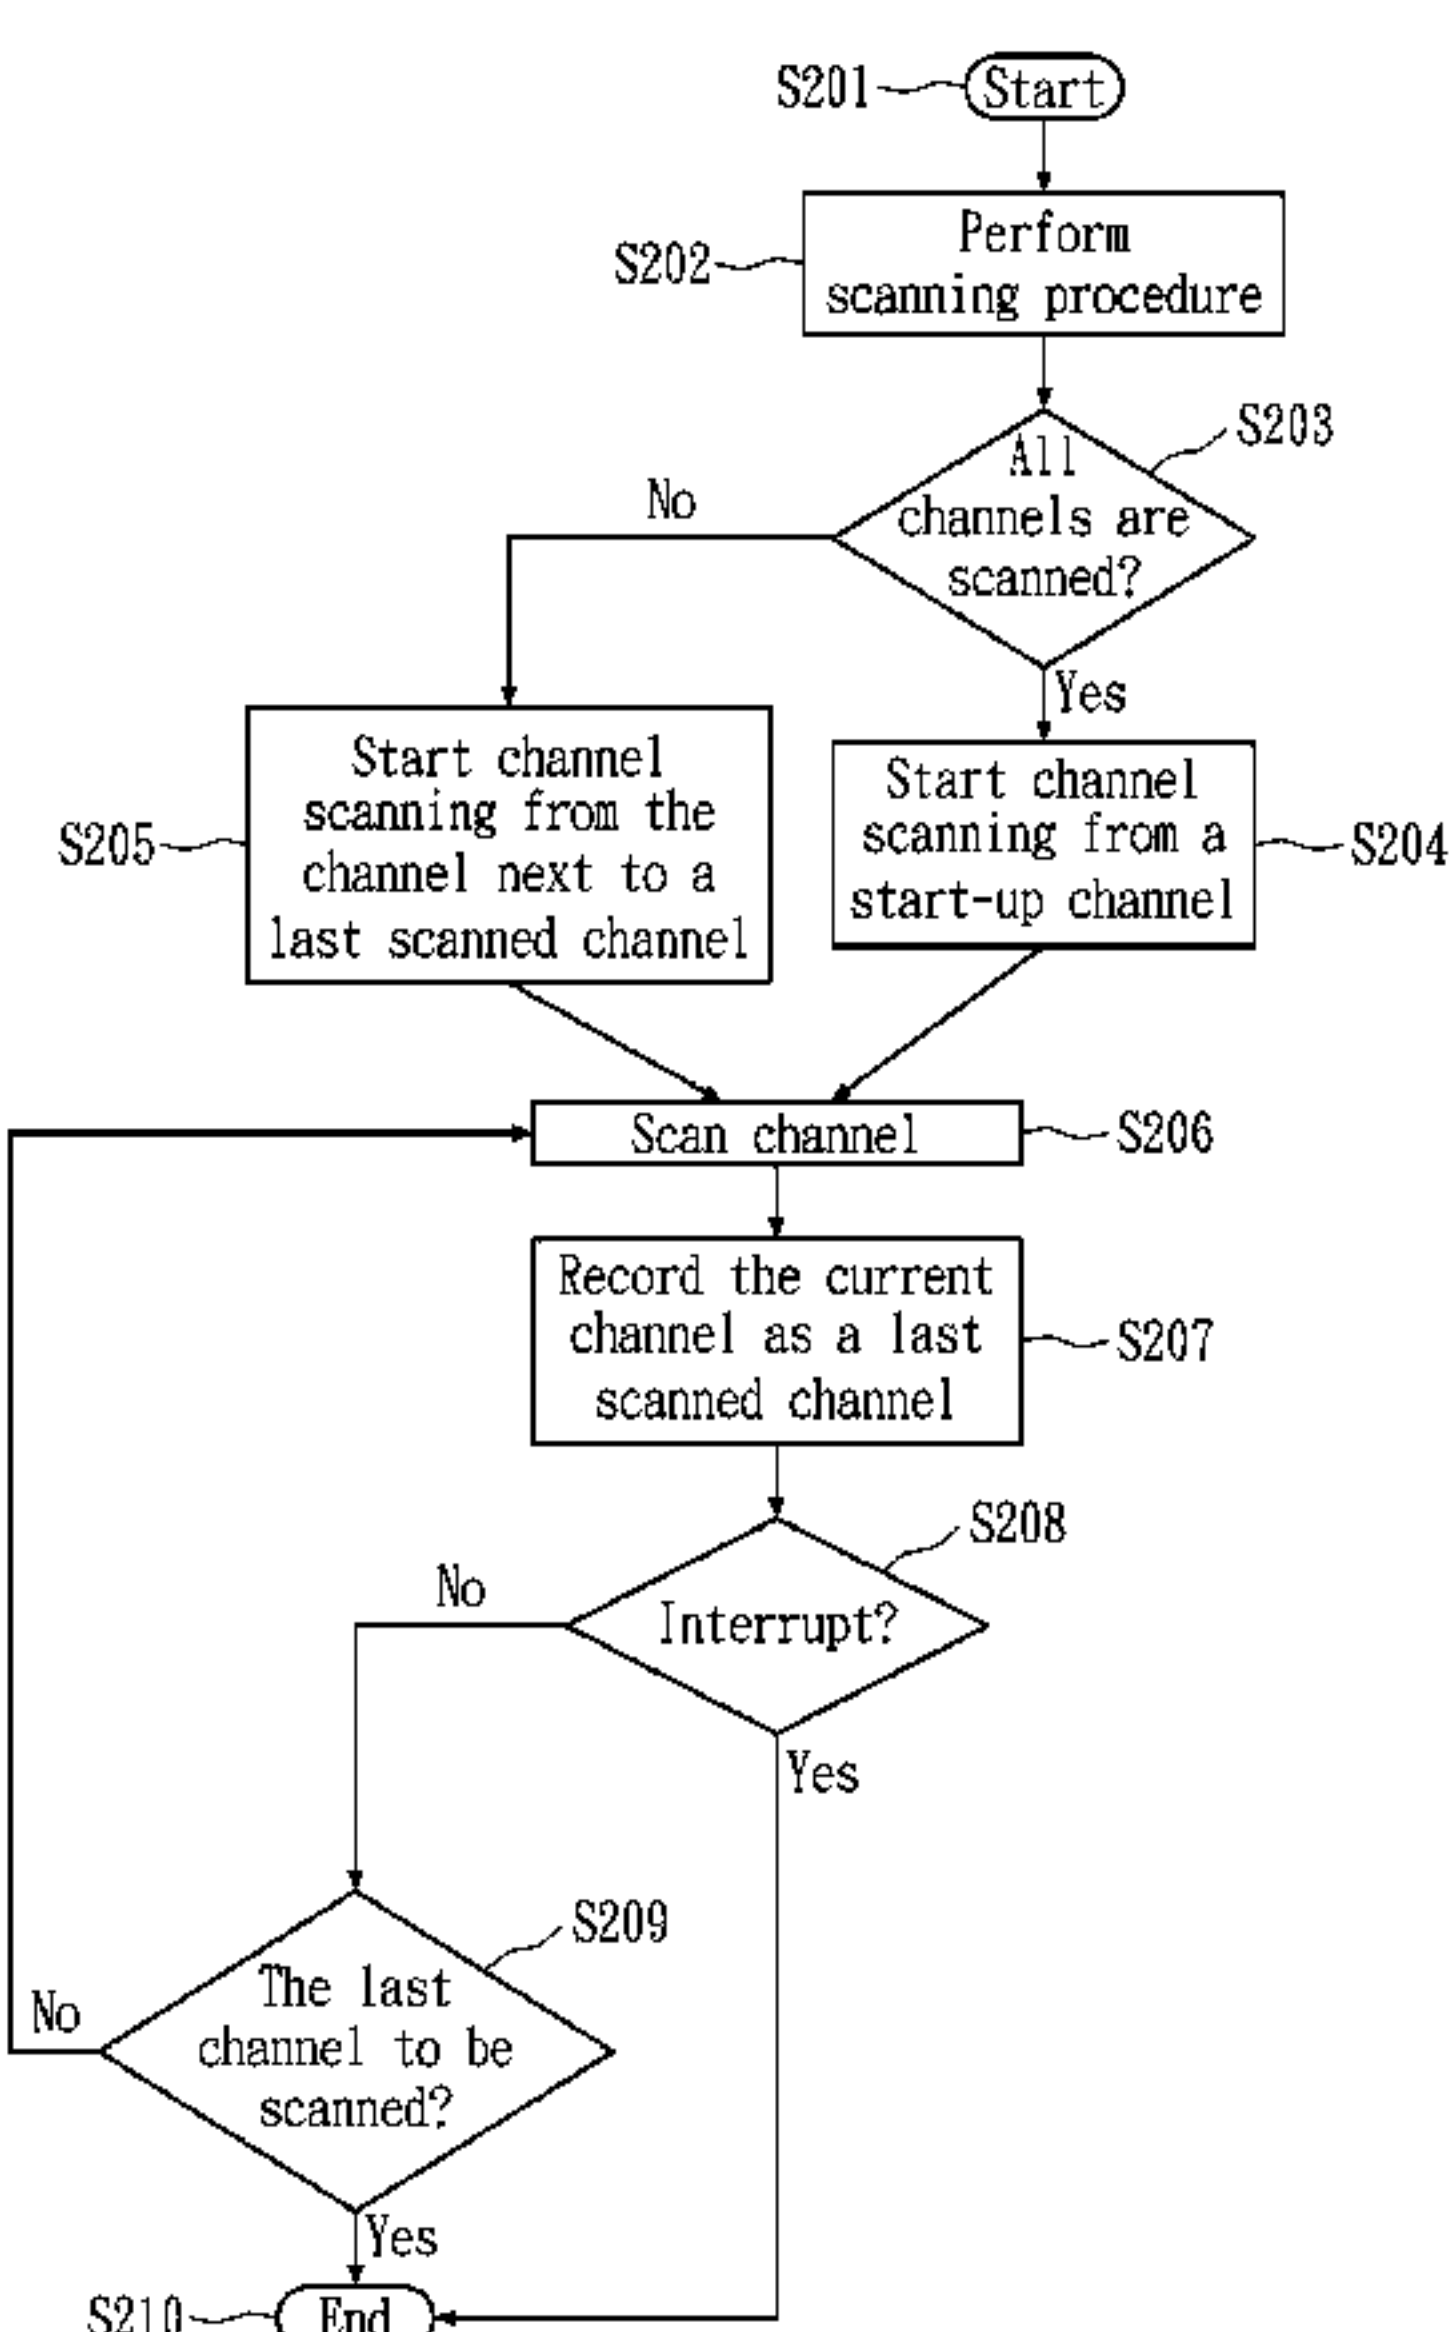 S201
Start
S202
Perform
scanning procedure
S203
All
channels are
scanned?
No
Yes
S205
Start channel
scanning from the
channel next to a
last scanned channel
Start channel
scanning from a
start-up channel
S204
Scan channel
S206
Record the current
channel as a last
scanned channel
S207
S208
Interrupt?
No
Yes
S209
The last
channel to be
scanned?
No
Yes
S210
End